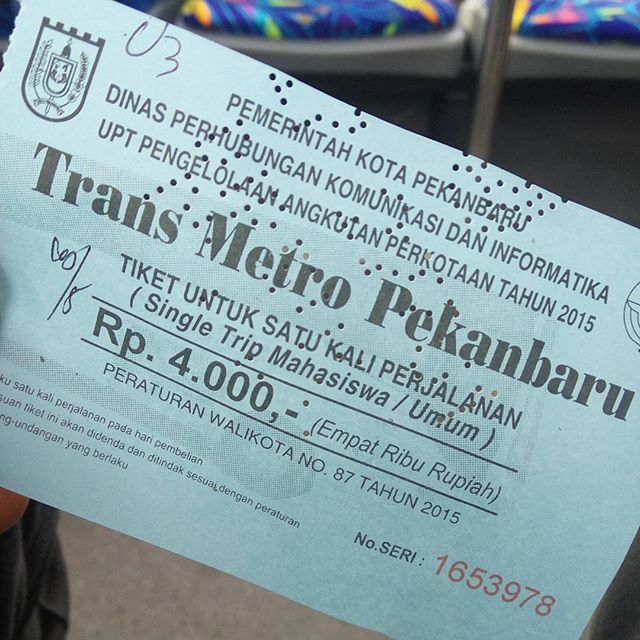 U3
PEMERINTAH KOTA PEKANBARU
DINAS PERHUBUNGAN KOMUNIKASI DAN INFORMATIKA
UPT PENGELOLAAN ANGKUTAN PERKOTAAN TAHUN 2015
Trans Metro Pekanbaru
TIKET UNTUK SATU KALI PERJALANAN
( Single Trip Mahasiswa / Umum )
Rp. 4.000,- (Empat Ribu Rupiah)
PERATURAN WALIKOTA NO. 87 TAHUN 2015
ku satu kali perjalanan pada hari pembelian
suan tiket ini akan didenda dan ditindak sesuai dengan peraturan
ng-undangan yang berlaku
No.SERI : 1653978